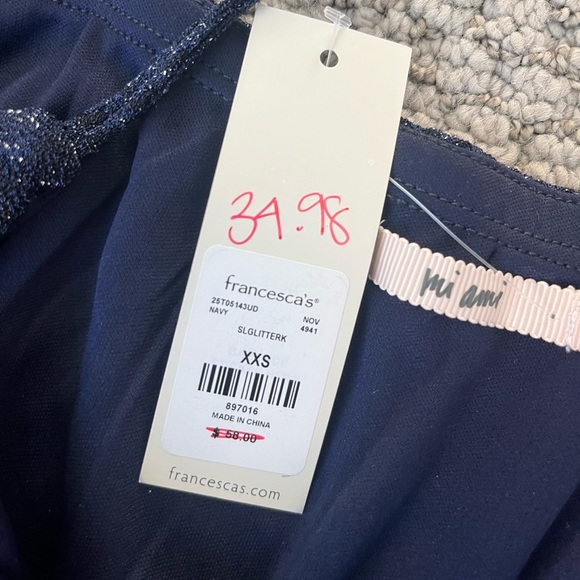 34.98
francesca's®
25T05143UD NOV
NAVY 4941
SLGLITTERK
XXS
897016
MADE IN CHINA
$ 58.00
francescas.com
mi ami